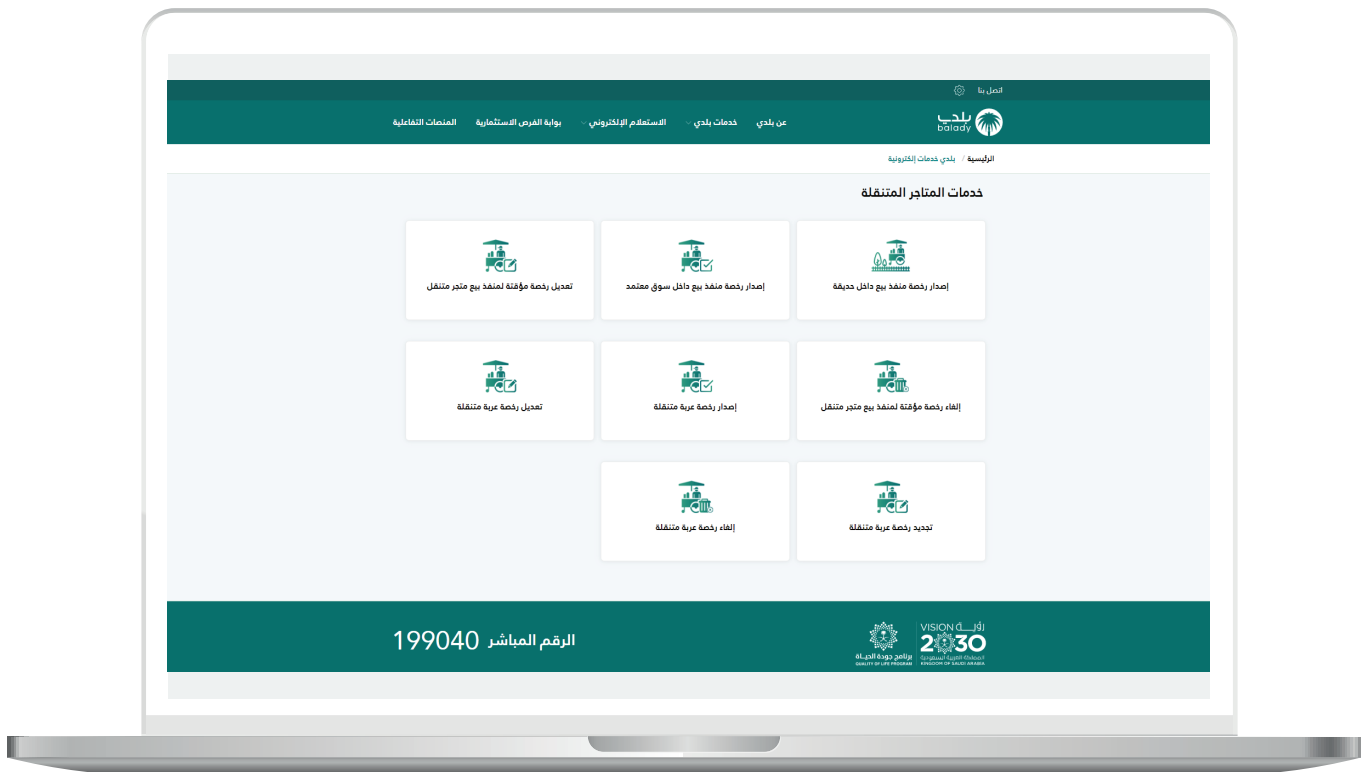 اتصل بنا
بلدي
balady
عن بلدي خدمات بلدي الاستعلام الإلكتروني بوابة الفرص الاستثمارية المنصات التفاعلية
الرئيسية / بلدي خدمات إلكترونية
خدمات المتاجر المتنقلة
إصدار رخصة منفذ بيع داخل حديقة
إصدار رخصة منفذ بيع داخل سوق معتمد
تعديل رخصة مؤقتة لمنفذ بيع متجر متنقل
إلغاء رخصة مؤقتة لمنفذ بيع متجر متنقل
إصدار رخصة عربة متنقلة
تعديل رخصة عربة متنقلة
تجديد رخصة عربة متنقلة
إلغاء رخصة عربة متنقلة
VISION رؤيــــة
2030
المملكة العربية السعودية
KINGDOM OF SAUDI ARABIA
برنامج جودة الحيــاة
QUALITY OF LIFE PROGRAM
الرقم المباشر 199040